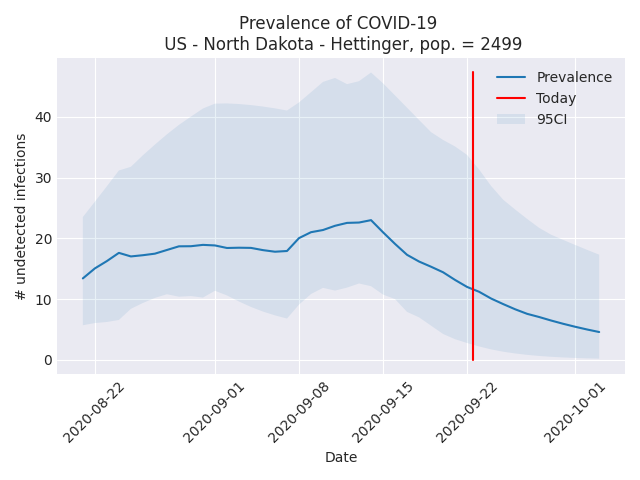 Prevalence of COVID-19
US - North Dakota - Hettinger, pop. = 2499
Prevalence
Today
95CI
# undetected infections
40
30
20
10
0
2020-08-22
2020-09-01
2020-09-08
2020-09-15
2020-09-22
2020-10-01
Date